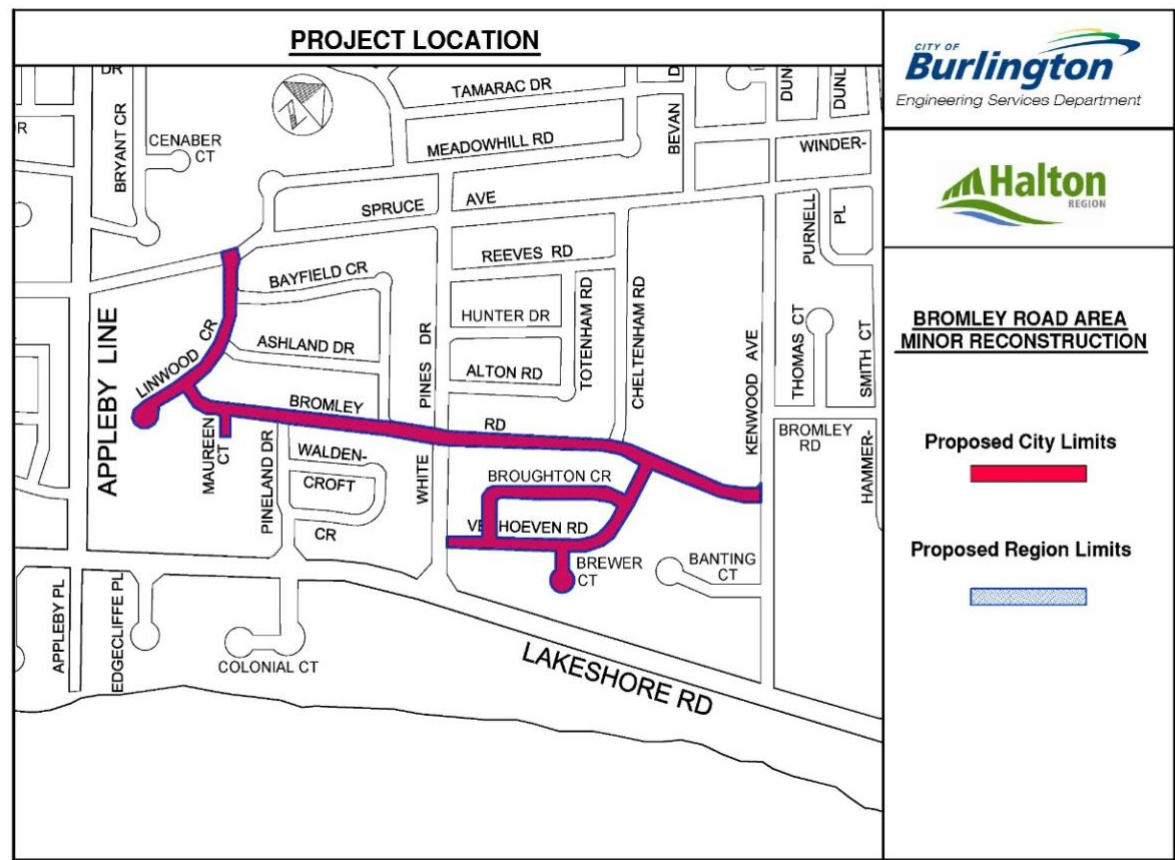 PROJECT LOCATION
CITY OF
Burlington
Engineering Services Department
Halton
REGION
BROMLEY ROAD AREA
MINOR RECONSTRUCTION
Proposed City Limits
Proposed Region Limits
DR
TAMARAC DR
BEVAN
D
DUN
DUNL
DR
BRYANT CR
CENABER
CT
MEADOWHILL RD
WINDER-
SPRUCE AVE
PURNELL
PL
REEVES RD
BAYFIELD CR
TOTENHAM RD
CHELTENHAM RD
HUNTER DR
APPLEBY LINE
LINWOOD CR
ASHLAND DR
WHITE PINES DR
ALTON RD
KENWOOD AVE
THOMAS CT
SMITH CT
HAMMER-
BROMLEY RD
BROMLEY
RD
MAUREEN
CT
PINELAND DR
WALDEN-
CROFT
CR
BROUGHTON CR
HOEVEN RD
BREWER
CT
BANTING
CT
APPLEBY PL
EDGECLIFFE PL
COLONIAL CT
LAKESHORE RD